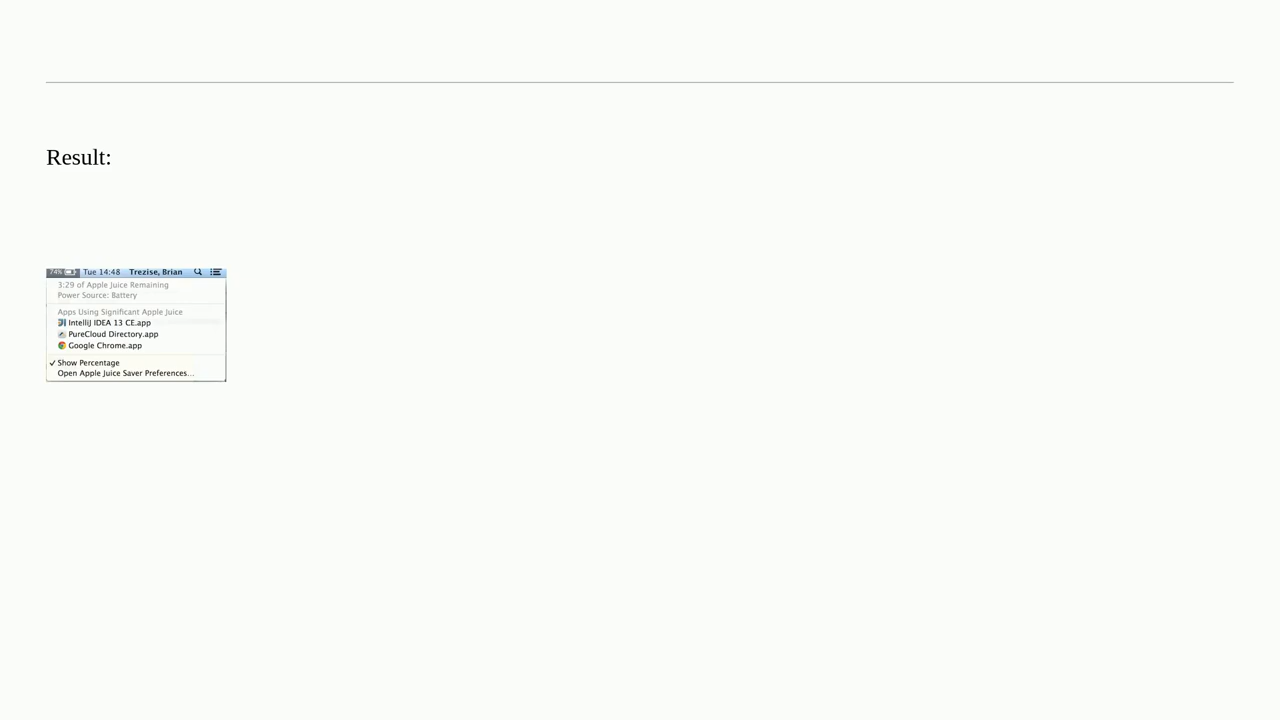 Result:
74% Tue 14:48 Trezise, Brian
3:29 of Apple Juice Remaining
Power Source: Battery
Apps Using Significant Apple Juice
IntelliJ IDEA 13 CE.app
PureCloud Directory.app
Google Chrome.app
✓ Show Percentage
Open Apple Juice Saver Preferences...